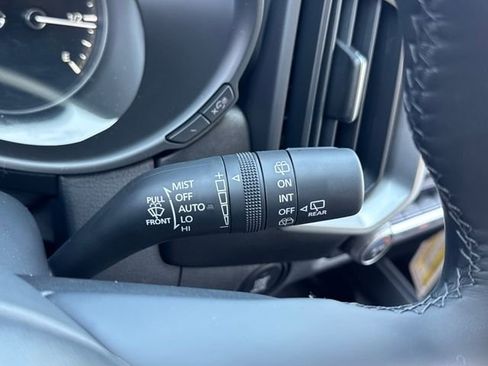 MIST
OFF
AUTO
LO
HI
PULL
FRONT
+
-
ON
INT
OFF
REAR